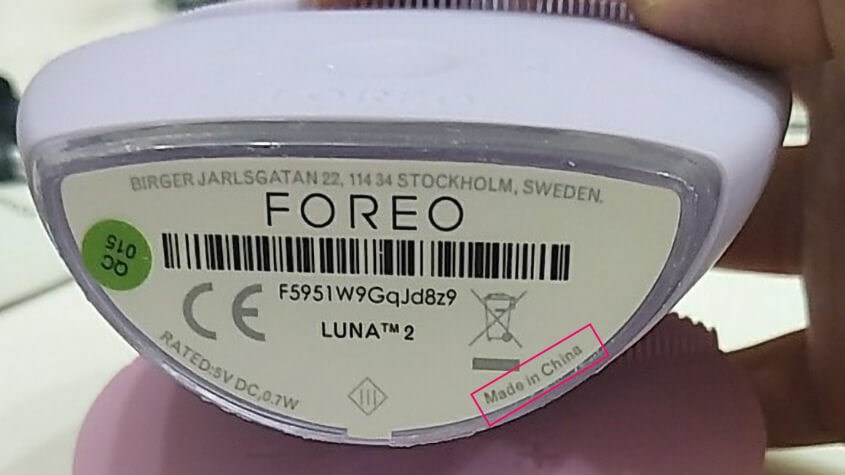 BIRGER JARLSGATAN 22, 114 34 STOCKHOLM, SWEDEN.
FOREO
QC
015
F5951W9GqJd8z9
CE
LUNA™ 2
RATED:5V DC,0.7W
Made in China